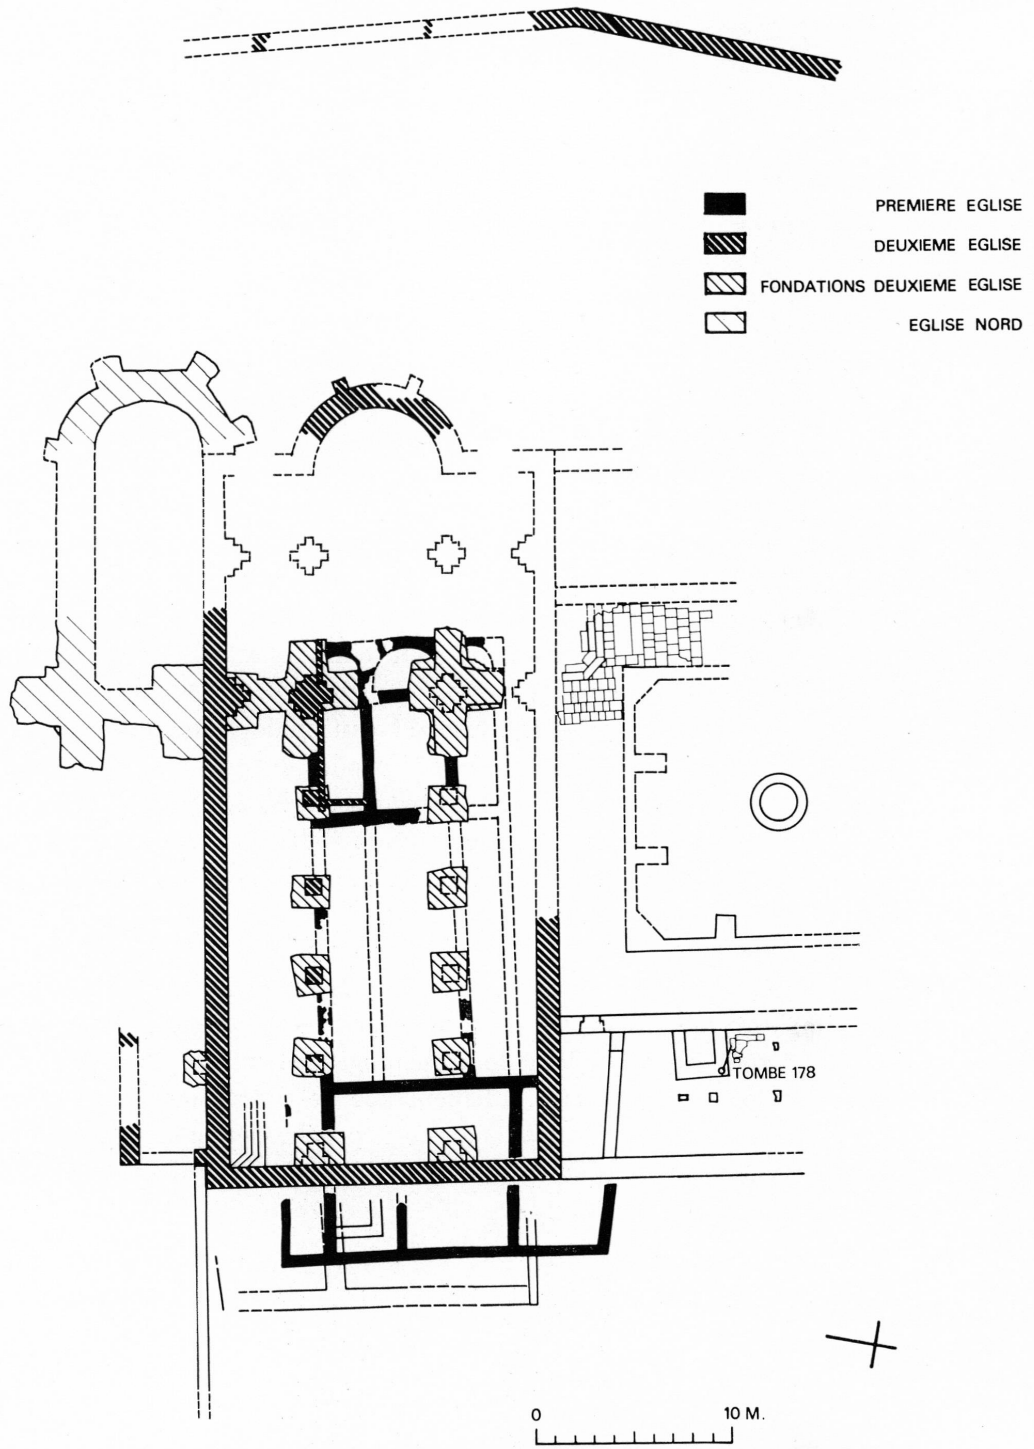 PREMIERE EGLISE
DEUXIEME EGLISE
FONDATIONS DEUXIEME EGLISE
EGLISE NORD
TOMBE 178
0 10 M.